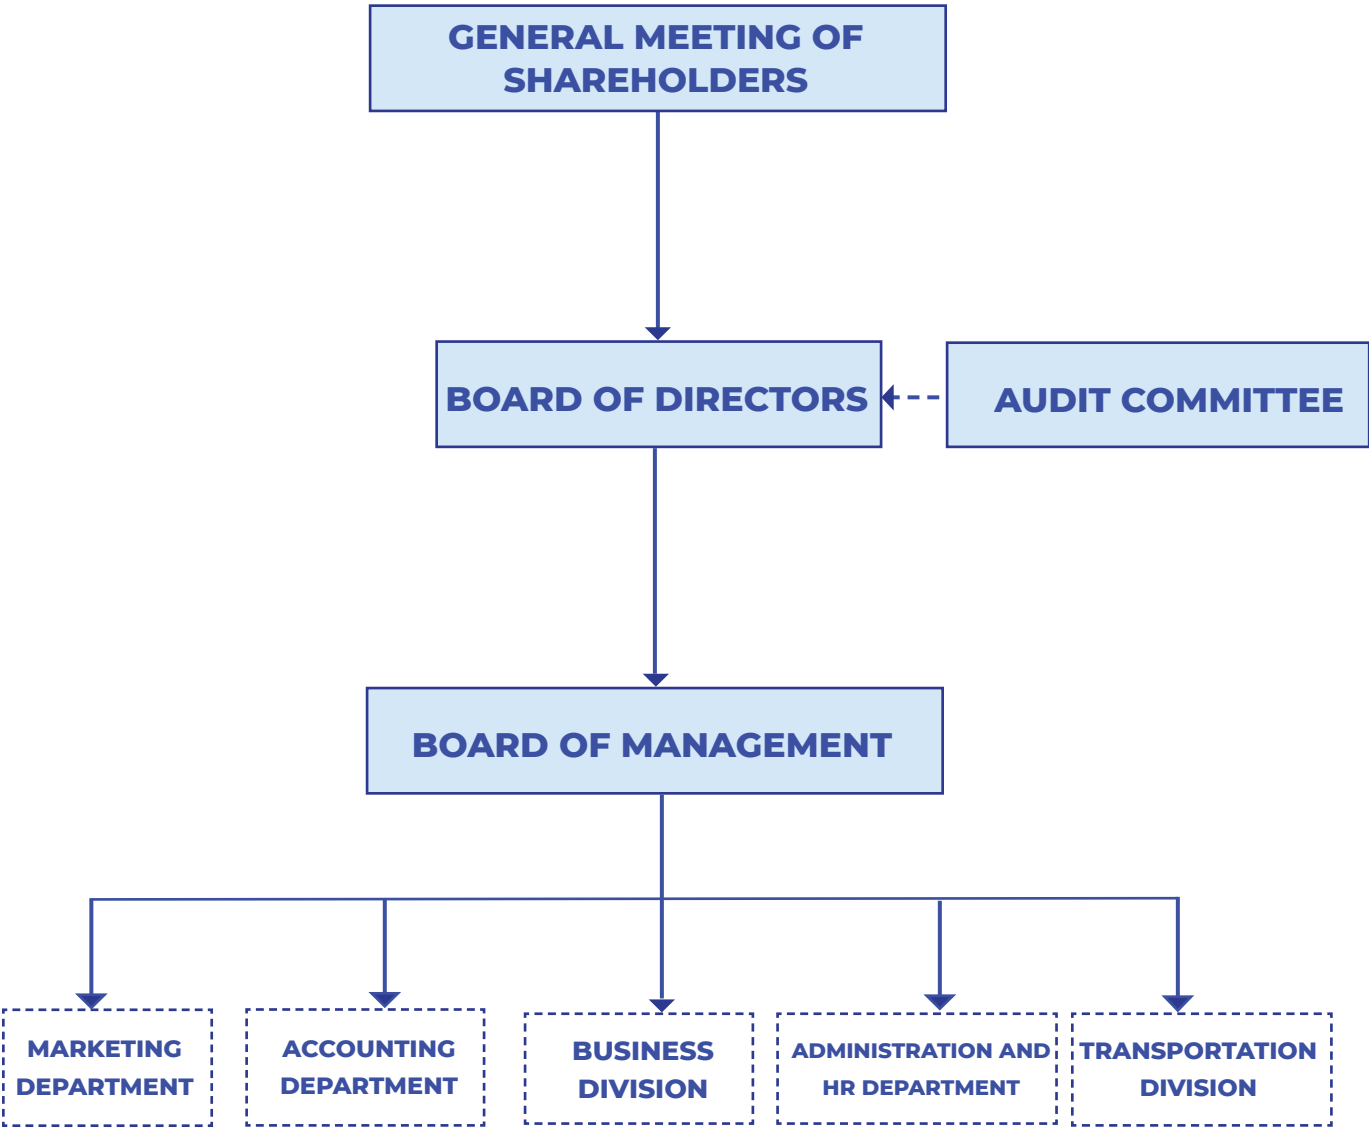 GENERAL MEETING OF
SHAREHOLDERS
BOARD OF DIRECTORS
AUDIT COMMITTEE
BOARD OF MANAGEMENT
MARKETING
DEPARTMENT
ACCOUNTING
DEPARTMENT
BUSINESS
DIVISION
ADMINISTRATION AND
HR DEPARTMENT
TRANSPORTATION
DIVISION